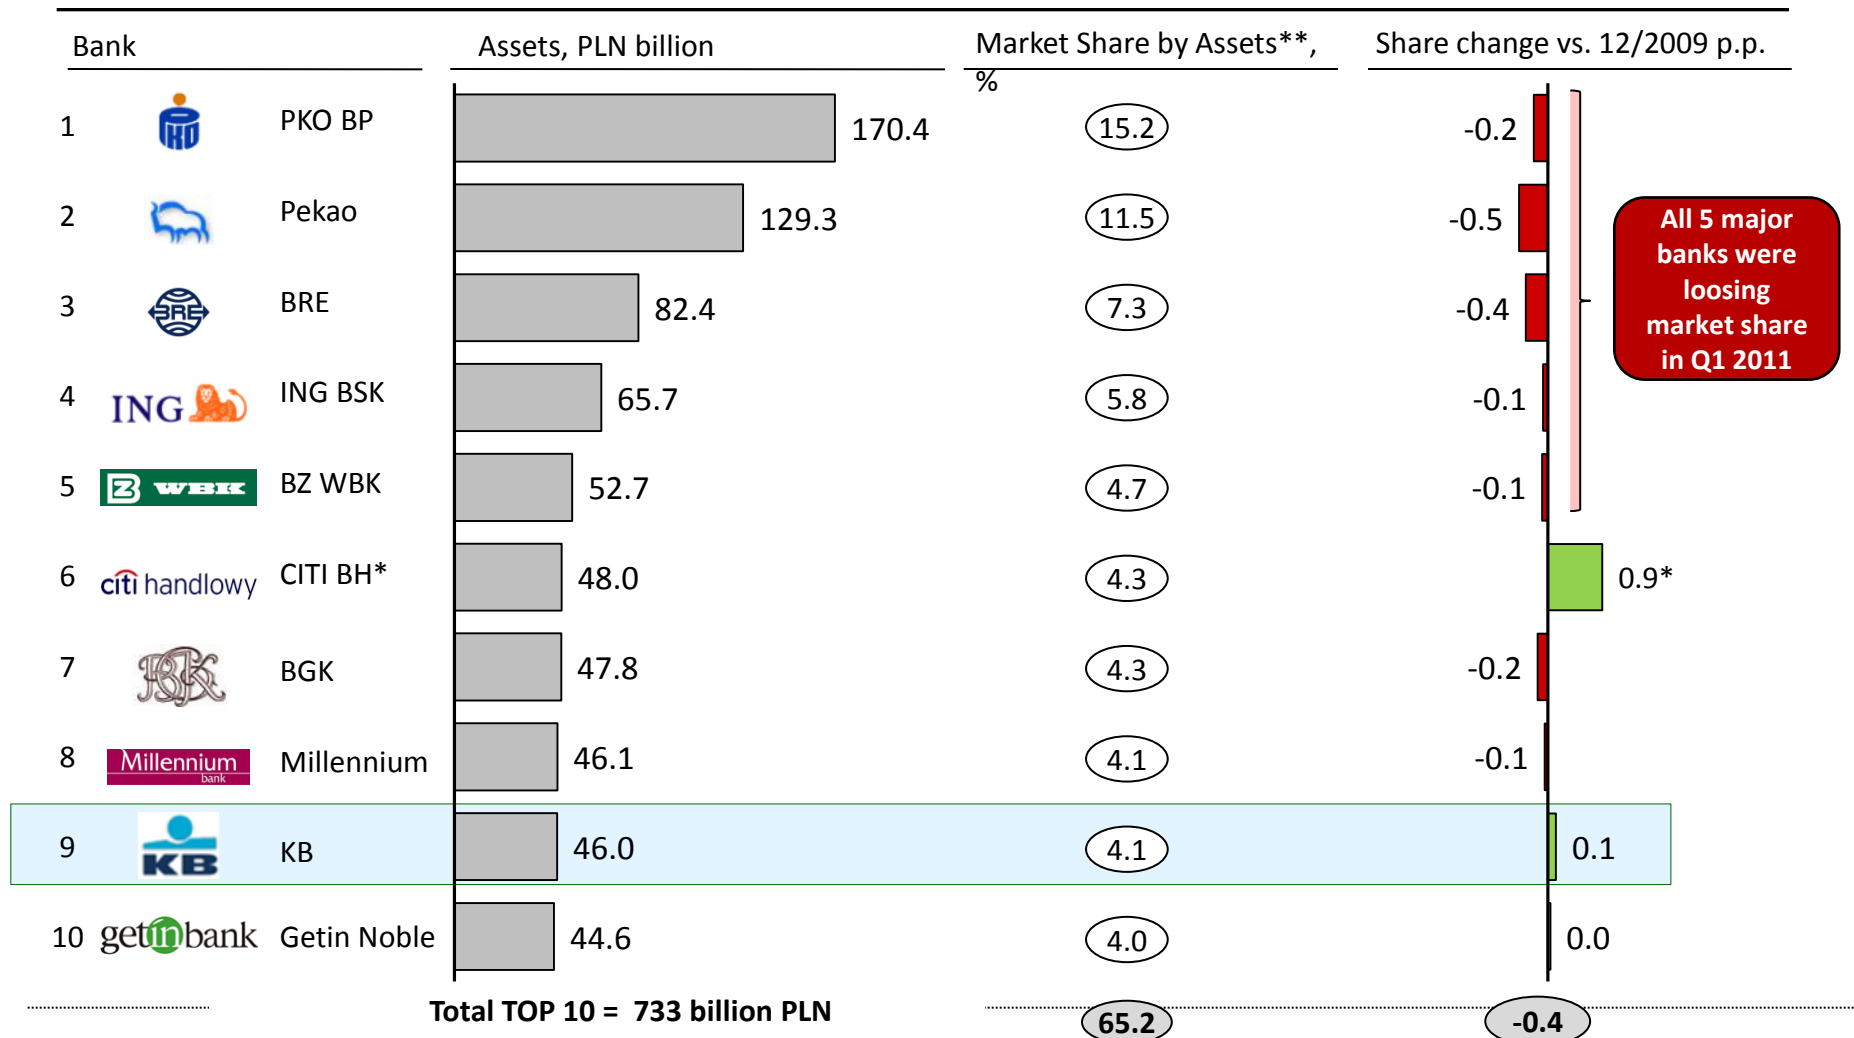 Bank
Assets, PLN billion
Market Share by Assets**,
%
Share change vs. 12/2009 p.p.
1 PKO PKO BP 170.4 15.2 -0.2
2 Pekao 129.3 11.5 -0.5
3 BRE BRE 82.4 7.3 -0.4
4 ING ING BSK 65.7 5.8 -0.1
5 BZ WBK BZ WBK 52.7 4.7 -0.1
All 5 major
banks were
loosing
market share
in Q1 2011
6 citi handlowy CITI BH* 48.0 4.3 0.9*
7 BGK BGK 47.8 4.3 -0.2
8 Millennium
bank
Millennium 46.1 4.1 -0.1
9 KB KB 46.0 4.1 0.1
10 getinbank Getin Noble 44.6 4.0 0.0
Total TOP 10 = 733 billion PLN 65.2 -0.4